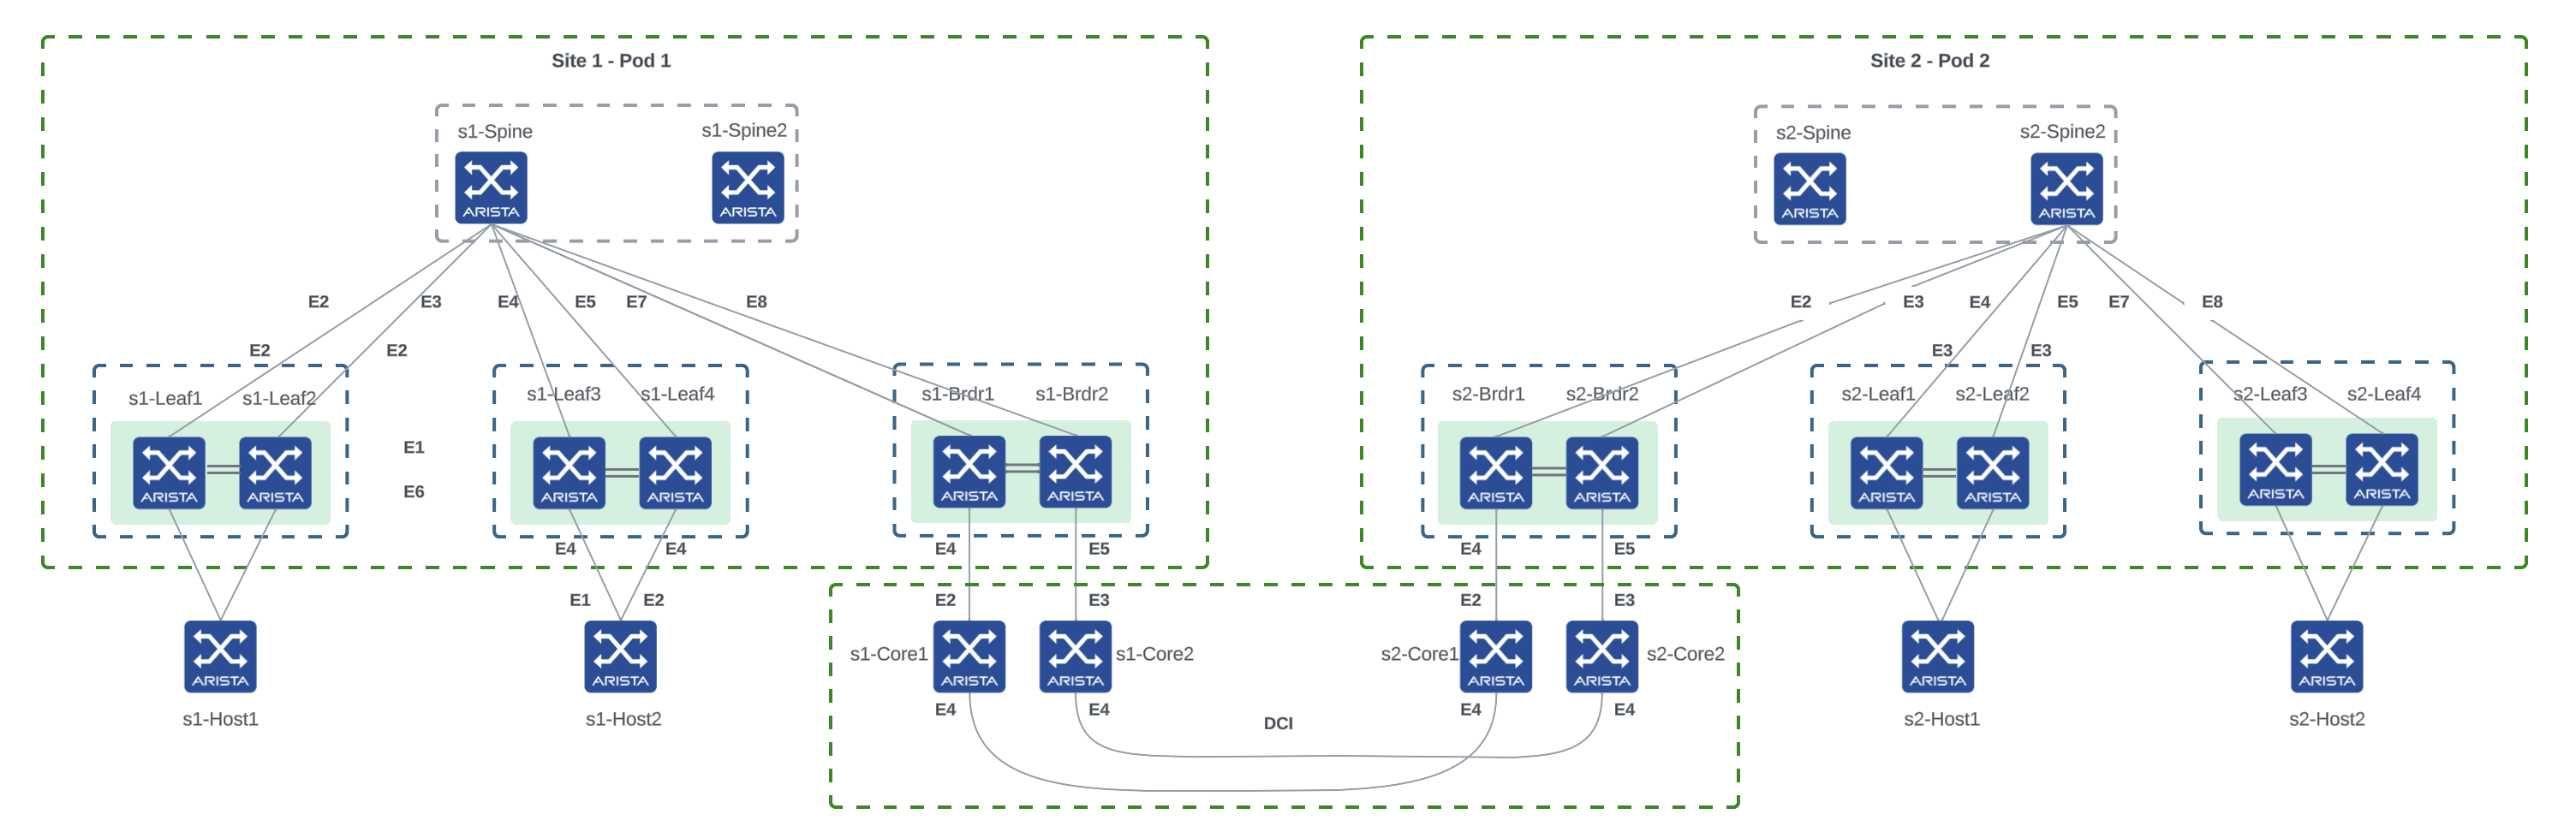 Site 1 - Pod 1
Site 2 - Pod 2
s1-Spine
s1-Spine2
s2-Spine
s2-Spine2
ARISTA
ARISTA
ARISTA
ARISTA
E2
E3
E4
E5
E7
E8
E2
E3
E4
E5
E7
E8
E2
E2
E3
E3
s1-Leaf1
s1-Leaf2
s1-Leaf3
s1-Leaf4
s1-Brdr1
s1-Brdr2
s2-Brdr1
s2-Brdr2
s2-Leaf1
s2-Leaf2
s2-Leaf3
s2-Leaf4
E1
E6
ARISTA
ARISTA
ARISTA
ARISTA
ARISTA
ARISTA
ARISTA
ARISTA
ARISTA
ARISTA
ARISTA
ARISTA
E4
E4
E4
E5
E4
E5
E1
E2
E2
E3
E2
E3
s1-Core1
s1-Core2
s2-Core1
s2-Core2
ARISTA
ARISTA
ARISTA
ARISTA
ARISTA
ARISTA
ARISTA
ARISTA
E4
E4
E4
E4
s1-Host1
s1-Host2
DCI
s2-Host1
s2-Host2